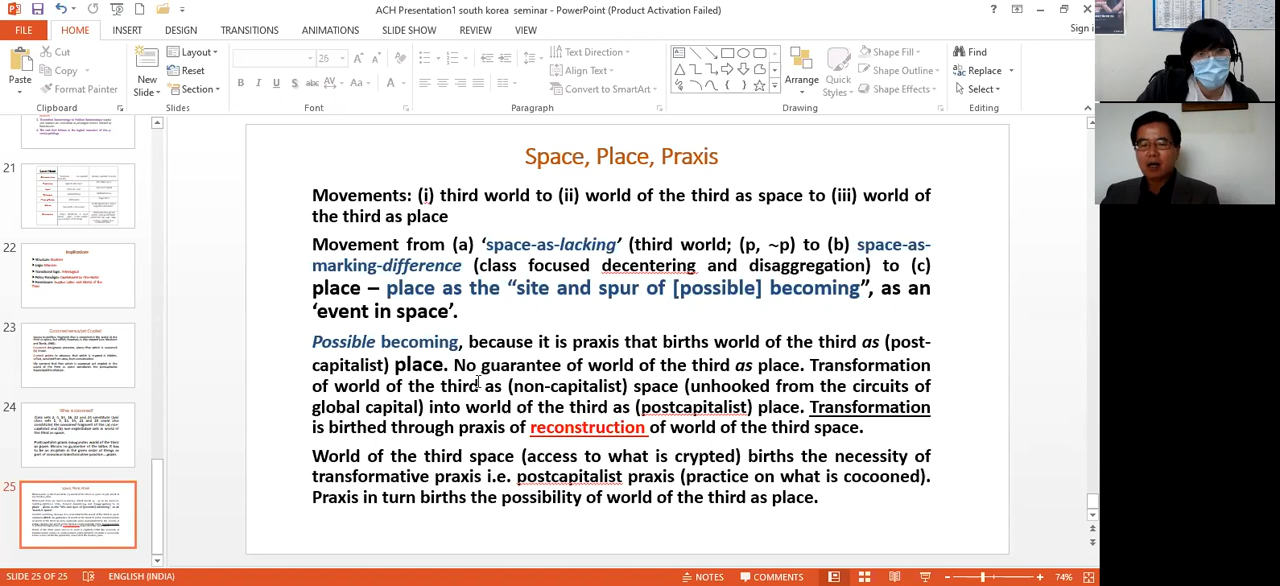 ACH Presentation1 south korea seminar - PowerPoint (Product Activation Failed)
FILE HOME INSERT DESIGN TRANSITIONS ANIMATIONS SLIDE SHOW REVIEW VIEW Sign i
Cut
Copy
Format Painter
Paste
Clipboard
New
Slide
Layout
Reset
Section
Slides
26
B I U S abc AV Aa A
Font
Text Direction
Align Text
Convert to SmartArt
Paragraph
Arrange
Quick
Styles
Shape Fill
Shape Outline
Shape Effects
Drawing
Find
Replace
Select
Editing
21
22
Implications
23
24
25
Space, Place, Praxis
Movements: (i) third world to (ii) world of the third as space to (iii) world of
the third as place
Movement from (a) ‘space-as-lacking’ (third world; (p, ~p) to (b) space-as-
marking-difference (class focused decentering and disaggregation) to (c)
place – place as the “site and spur of [possible] becoming”, as an
‘event in space’.
Possible becoming, because it is praxis that births world of the third as (post-
capitalist) place. No guarantee of world of the third as place. Transformation
of world of the third as (non-capitalist) space (unhooked from the circuits of
global capital) into world of the third as (postcapitalist) place. Transformation
is birthed through praxis of reconstruction of world of the third space.
World of the third space (access to what is crypted) births the necessity of
transformative praxis i.e. postcapitalist praxis (practice on what is cocooned).
Praxis in turn births the possibility of world of the third as place.
SLIDE 25 OF 25 ENGLISH (INDIA) NOTES COMMENTS 74%